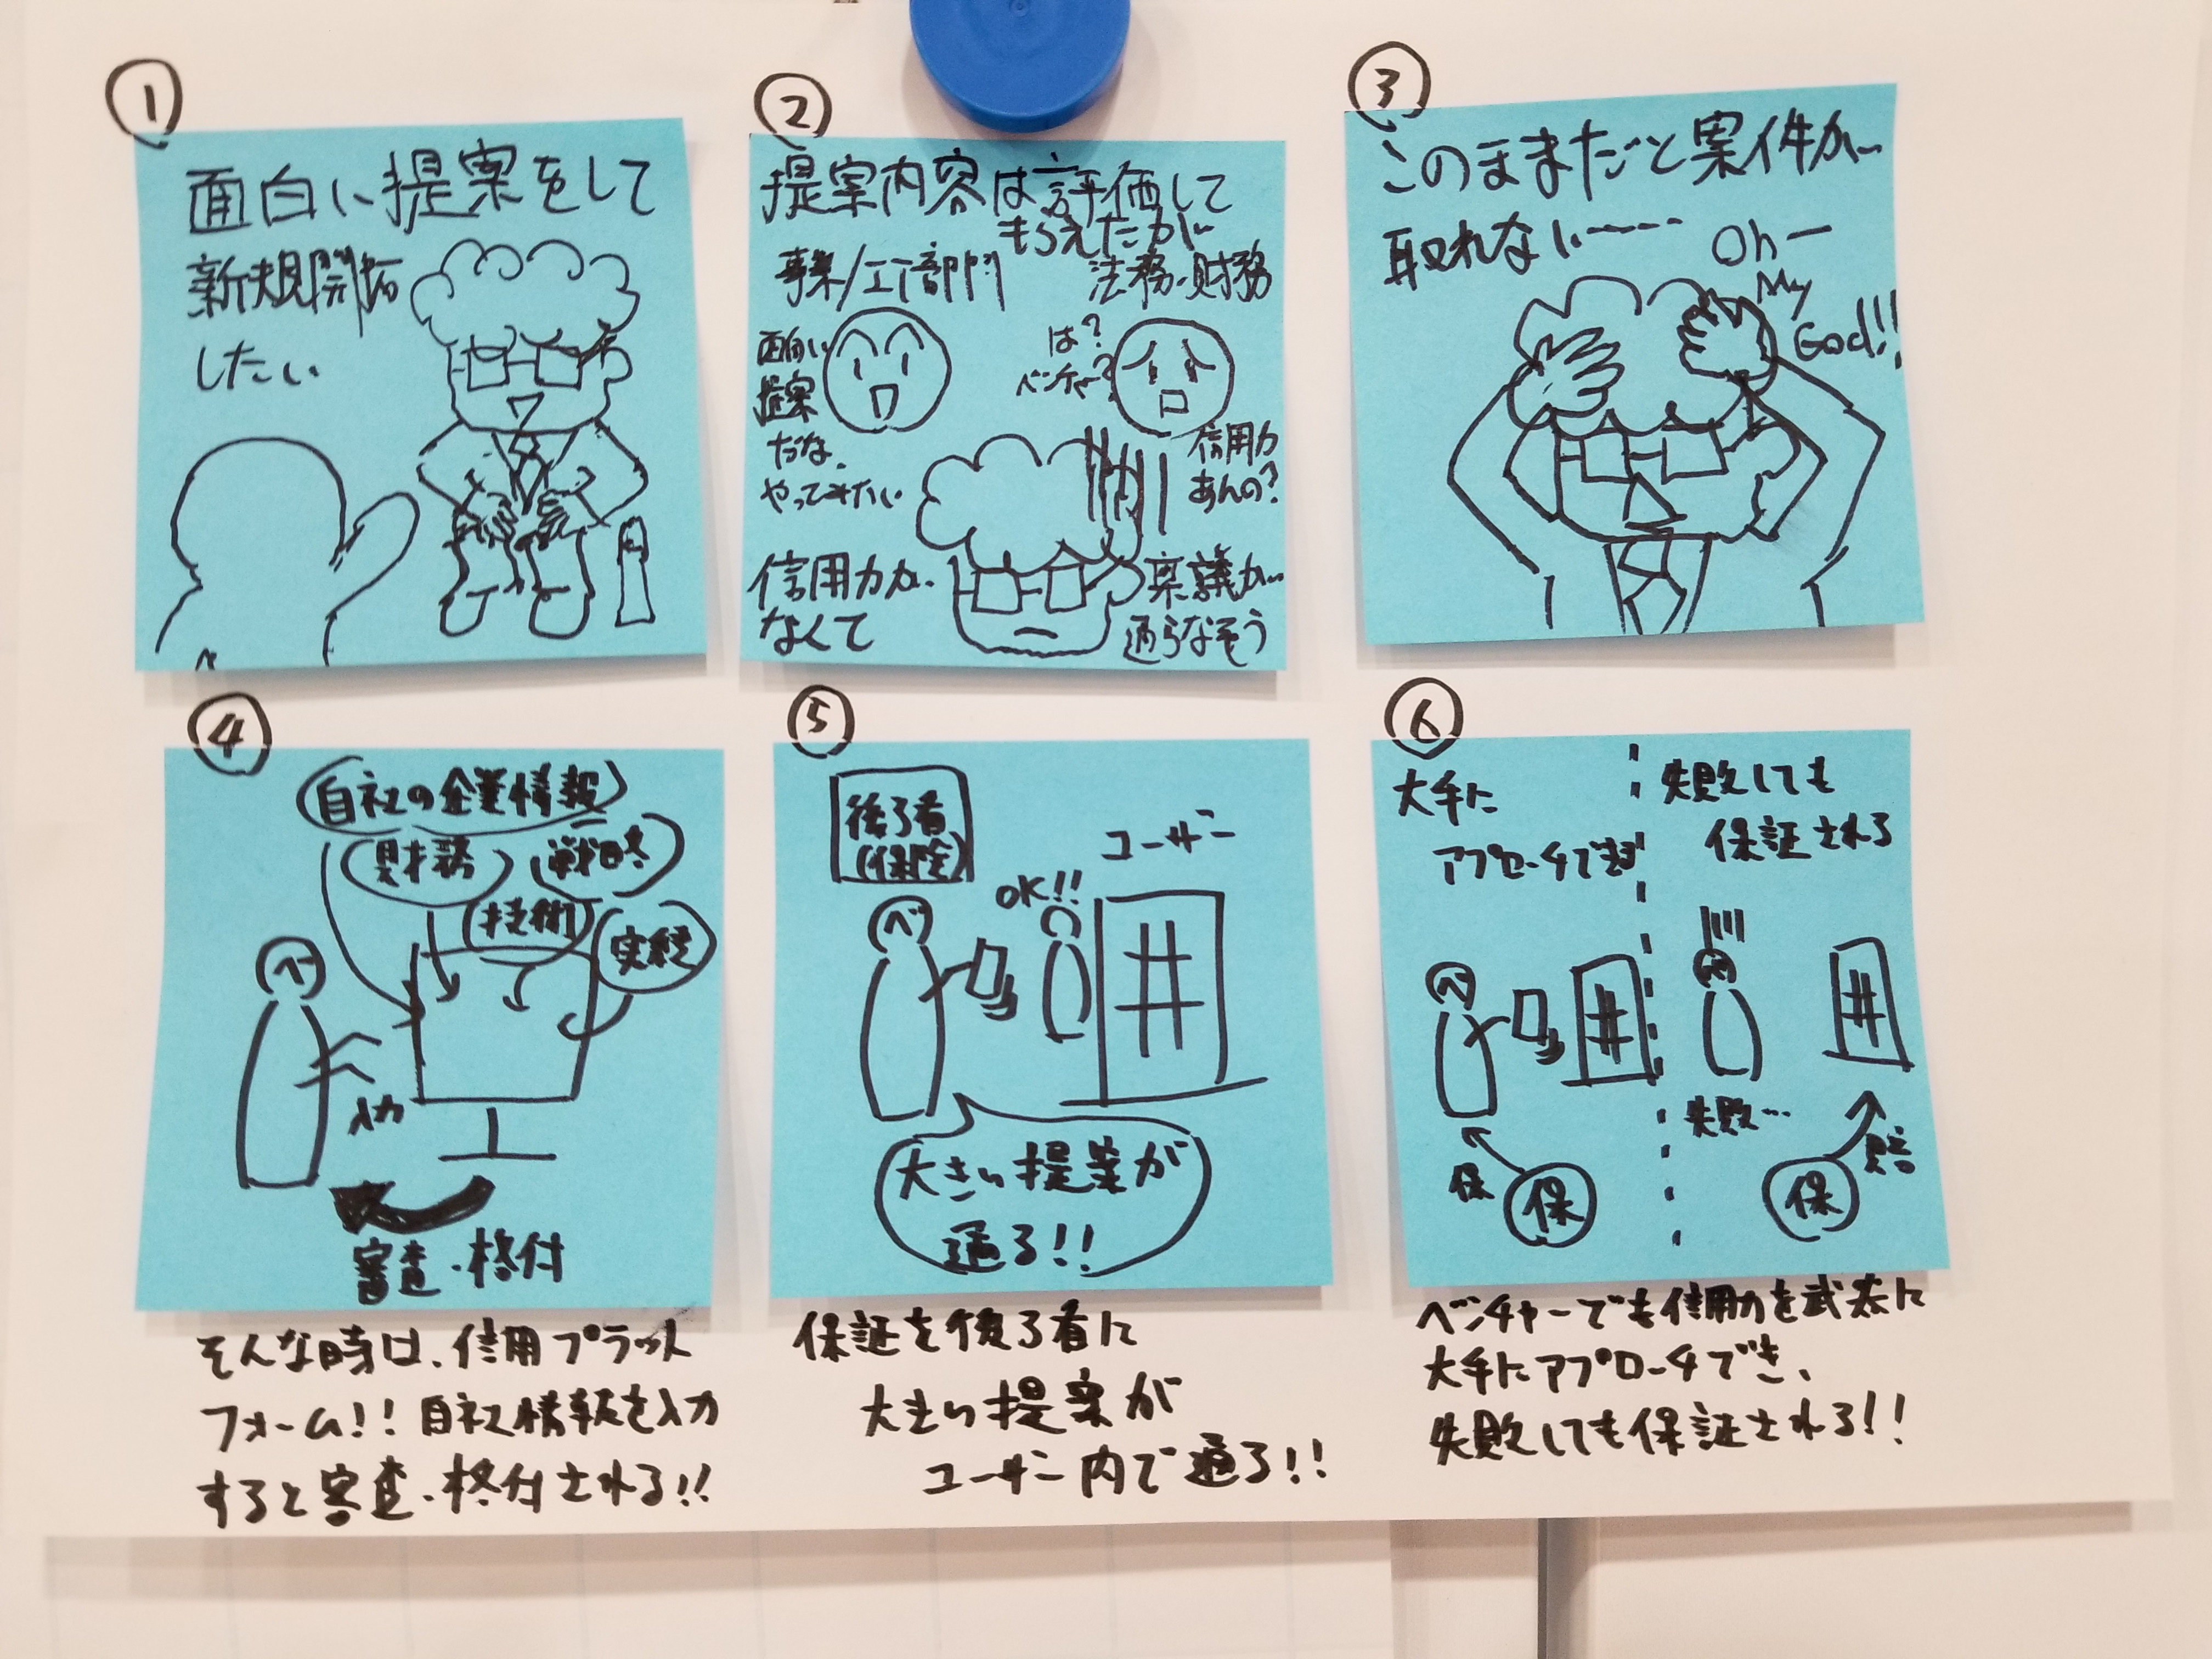 ①
面白い提案をして
新規開拓
したい
②
提案内容は評価して
もらえたが
事業/IT部門
法務・財務
面白い
提案
だな、
やってみたい
は?
ベンチャー?
信用力
あんの?
信用力が
なくて
稟議が
通らなそう
③
このままだと案件が
取れない----
Oh-
My
God!!
④
自社の企業情報
財務
戦略
技術
実績
ベ
入力
審査・格付
そんな時は、信用プラット
フォーム!! 自社情報を入力
すると審査・格付される!!
⑤
後ろ盾
(保険)
ユーザー
OK!!
ベ
大きい提案が
通る!!
保証を後ろ盾に
大きい提案が
ユーザー内で通る!!
⑥
大手に
アプローチでき
失敗しても
保証される
ベ
ベ
失敗…
保
保
保
ベンチャーでも信用力を武器に
大手にアプローチでき、
失敗しても保証される!!